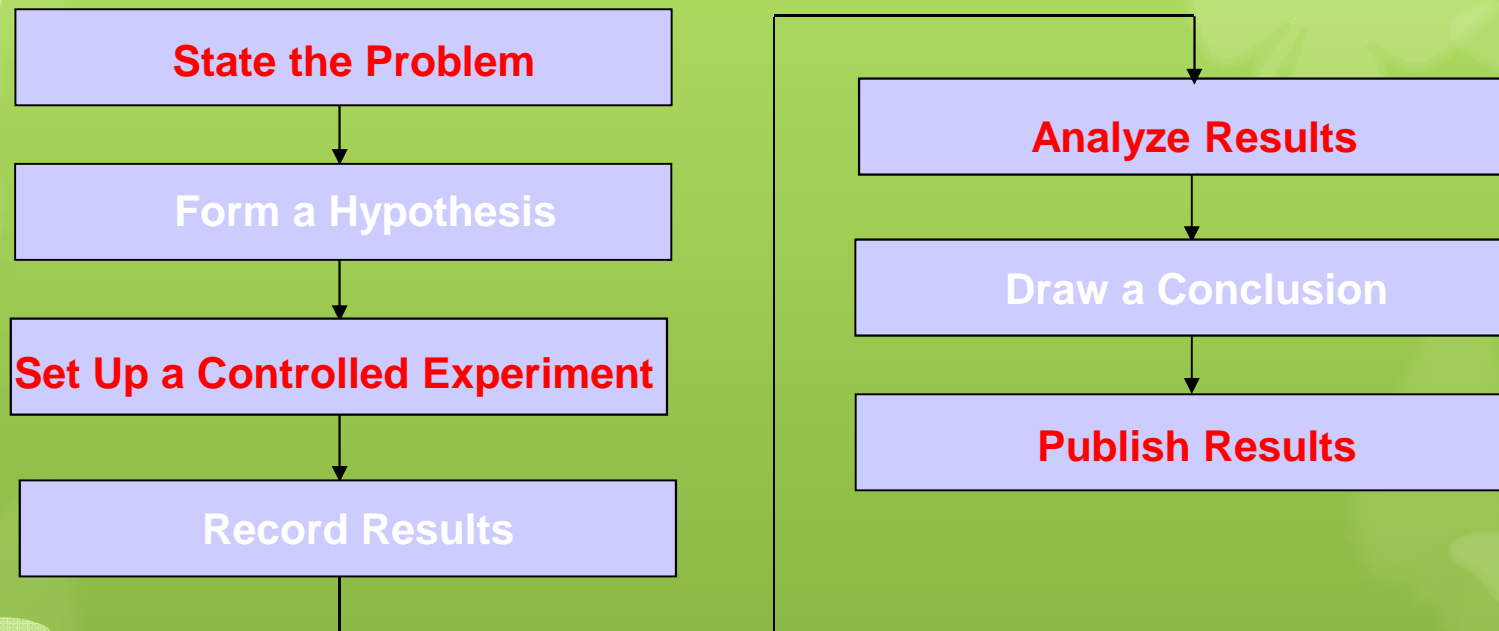 State the Problem
Form a Hypothesis
Set Up a Controlled Experiment
Record Results
Analyze Results
Draw a Conclusion
Publish Results